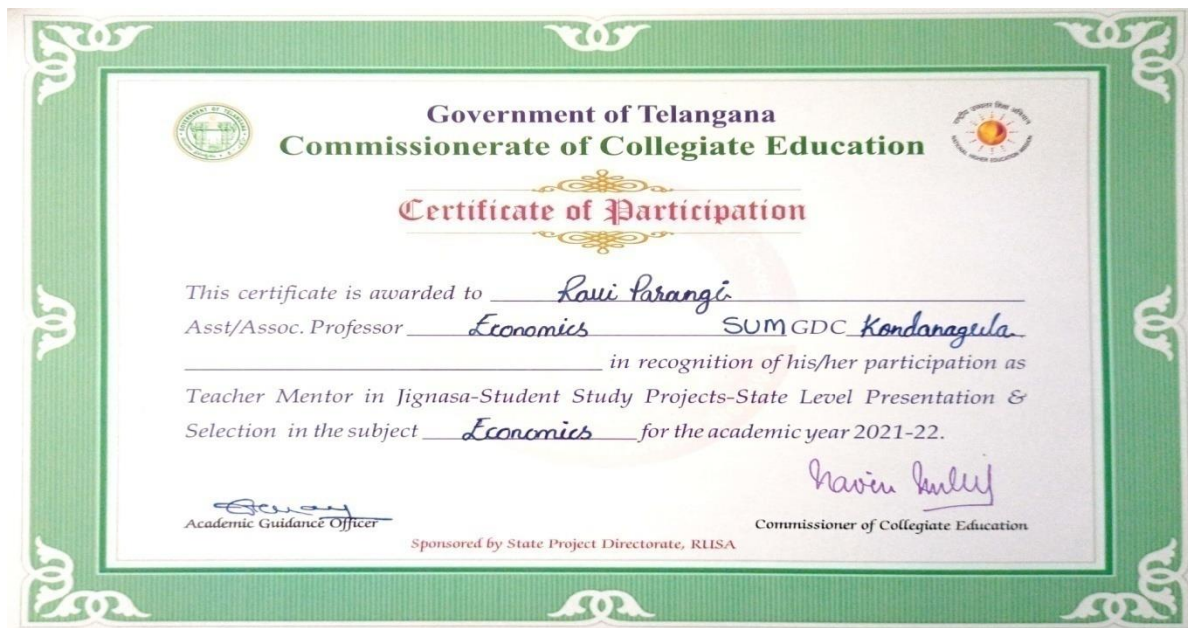 Government of Telangana
Commissionerate of Collegiate Education
Certificate of Participation
This certificate is awarded to Ravi Parangi
Asst/Assoc. Professor Economics SUM GDC Kondanagula
in recognition of his/her participation as
Teacher Mentor in Jignasa-Student Study Projects-State Level Presentation &
Selection in the subject Economics for the academic year 2021-22.
Academic Guidance Officer
Commissioner of Collegiate Education
Sponsored by State Project Directorate, RUSA